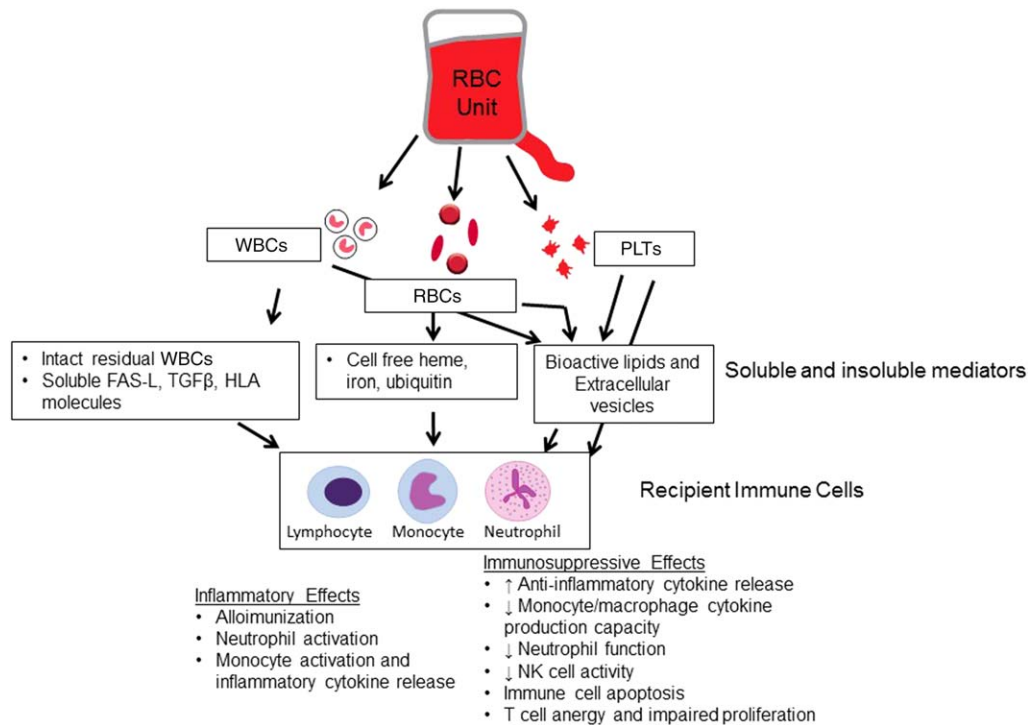 RBC
Unit
WBCs
PLTs
RBCs
• Intact residual WBCs
• Soluble FAS-L, TGFβ, HLA
molecules
• Cell free heme,
iron, ubiquitin
Bioactive lipids and
Extracellular
vesicles
Soluble and insoluble mediators
Lymphocyte
Monocyte
Neutrophil
Recipient Immune Cells
Inflammatory Effects
• Alloimunization
• Neutrophil activation
• Monocyte activation and
inflammatory cytokine release
Immunosuppressive Effects
• ↑ Anti-inflammatory cytokine release
• ↓ Monocyte/macrophage cytokine
production capacity
• ↓ Neutrophil function
• ↓ NK cell activity
• Immune cell apoptosis
• T cell anergy and impaired proliferation